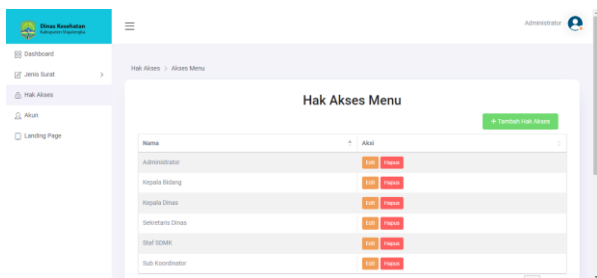 Dinas Kesehatan
Kabupaten Majalengka
Administrator
Dashboard
Jenis Surat >
Hak Akses
Akun
Landing Page
Hak Akses > Akses Menu
Hak Akses Menu
+ Tambah Hak Akses
Nama Aksi
Administrator Edit Hapus
Kepala Bidang Edit Hapus
Kepala Dinas Edit Hapus
Sekretaris Dinas Edit Hapus
Staf SDMK Edit Hapus
Sub Koordinator Edit Hapus